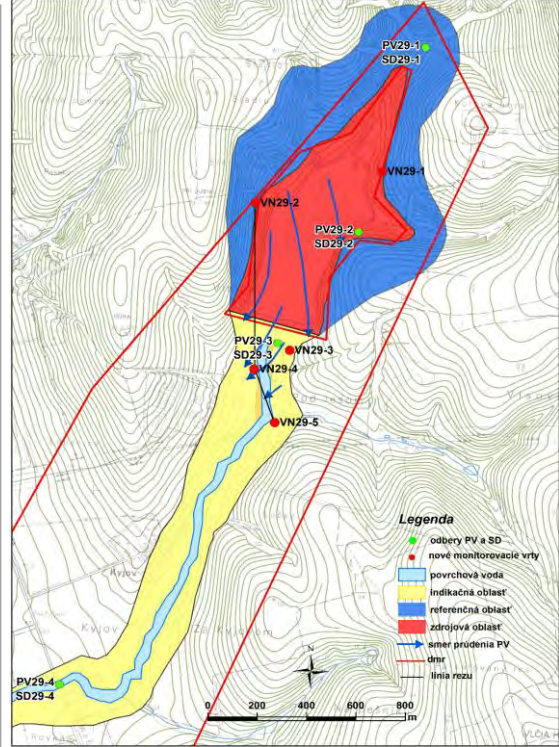 PV29-1
SD29-1
VN29-1
VN29-2
PV29-2
SD29-2
PV29-3
SD29-3
VN29-3
VN29-4
VN29-5
Kyjov
Kyjov
PV29-4
SD29-4
Legenda
odbery PV a SD
nové monitorovacie vrty
povrchová voda
indikačná oblasť
referenčná oblasť
zdrojová oblasť
smer prúdenia PV
dmr
línia rezu
N
0 200 400 600 800
m